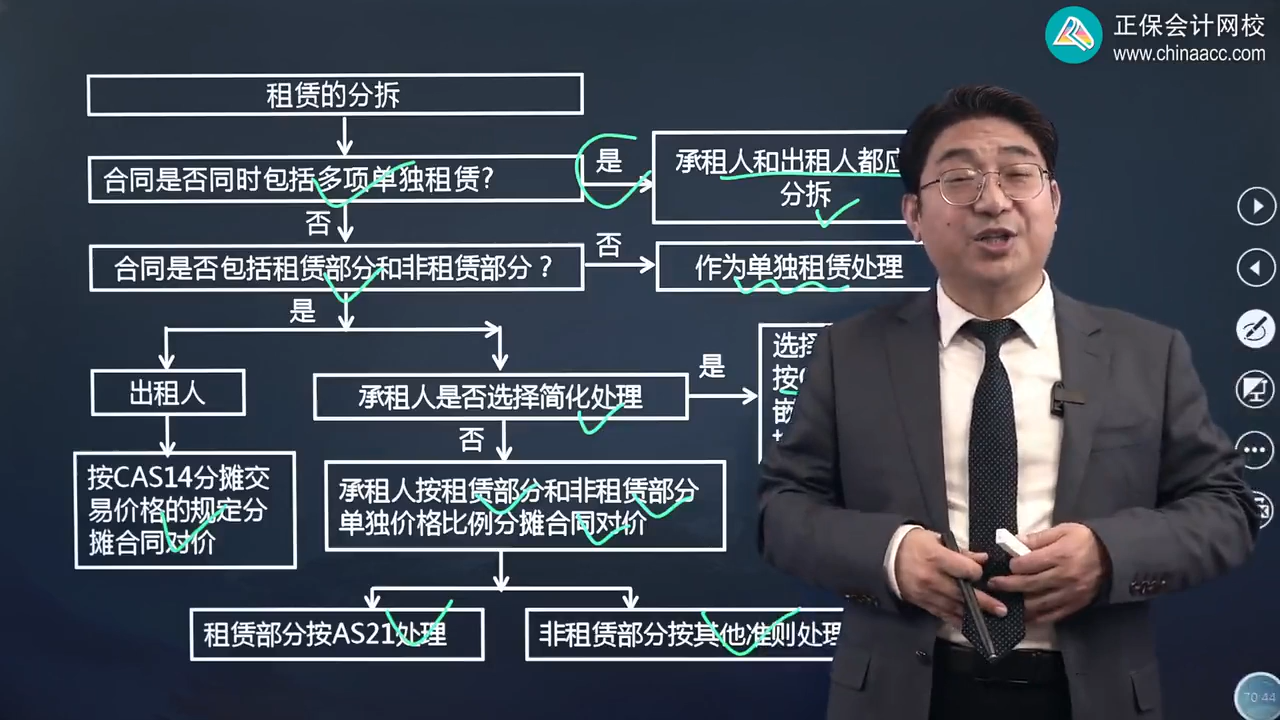 正保会计网校
www.chinaacc.com
租赁的分拆
合同是否同时包括多项单独租赁?
是
承租人和出租人都应
分拆
否
合同是否包括租赁部分和非租赁部分？
否
作为单独租赁处理
是
出租人
承租人是否选择简化处理
是
选择
按
否
按CAS14分摊交
易价格的规定分
摊合同对价
承租人按租赁部分和非租赁部分
单独价格比例分摊合同对价
租赁部分按AS21处理
非租赁部分按其他准则处理
70:44